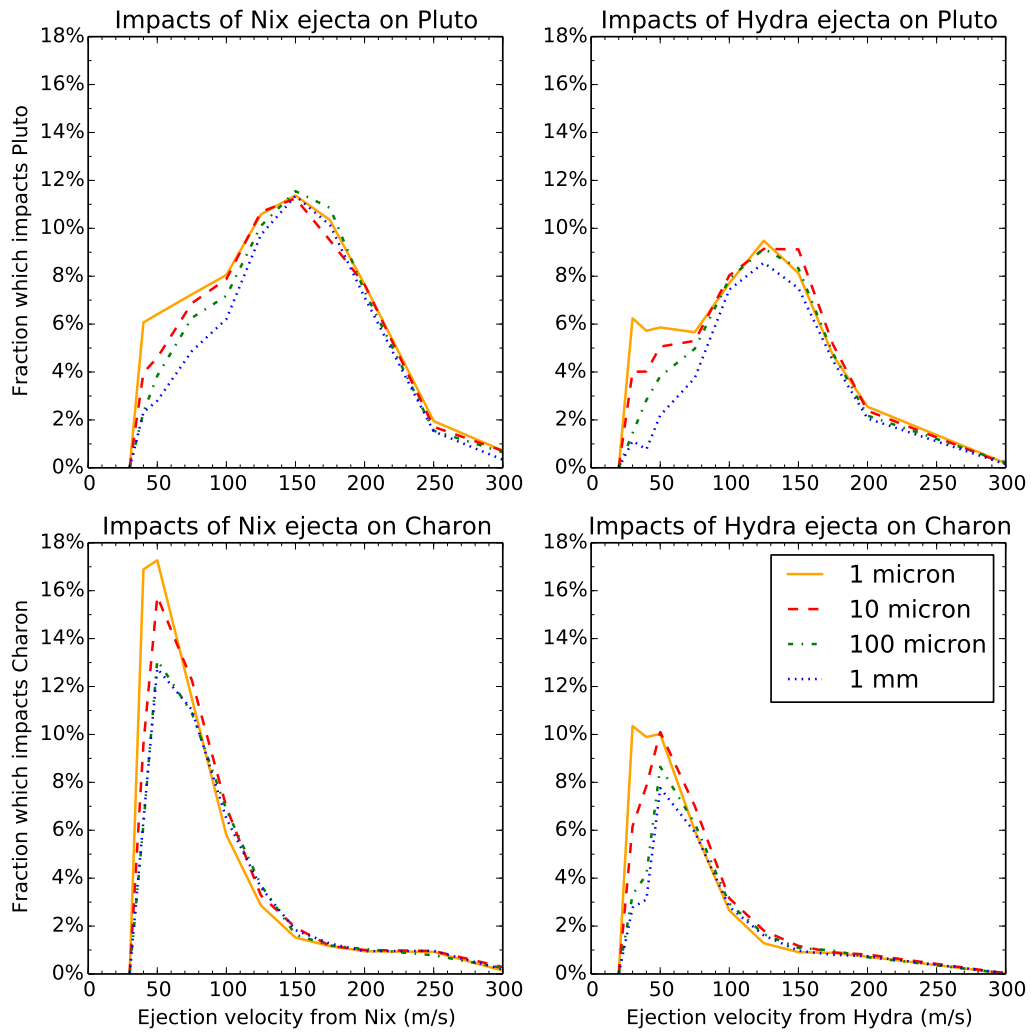 Impacts of Nix ejecta on Pluto
Fraction which impacts Pluto
18%
16%
14%
12%
10%
8%
6%
4%
2%
0%
0 50 100 150 200 250 300
Impacts of Hydra ejecta on Pluto
18%
16%
14%
12%
10%
8%
6%
4%
2%
0%
0 50 100 150 200 250 300
Impacts of Nix ejecta on Charon
Fraction which impacts Charon
18%
16%
14%
12%
10%
8%
6%
4%
2%
0%
0 50 100 150 200 250 300
Ejection velocity from Nix (m/s)
Impacts of Hydra ejecta on Charon
18%
16%
14%
12%
10%
8%
6%
4%
2%
0%
1 micron
10 micron
100 micron
1 mm
0 50 100 150 200 250 300
Ejection velocity from Hydra (m/s)